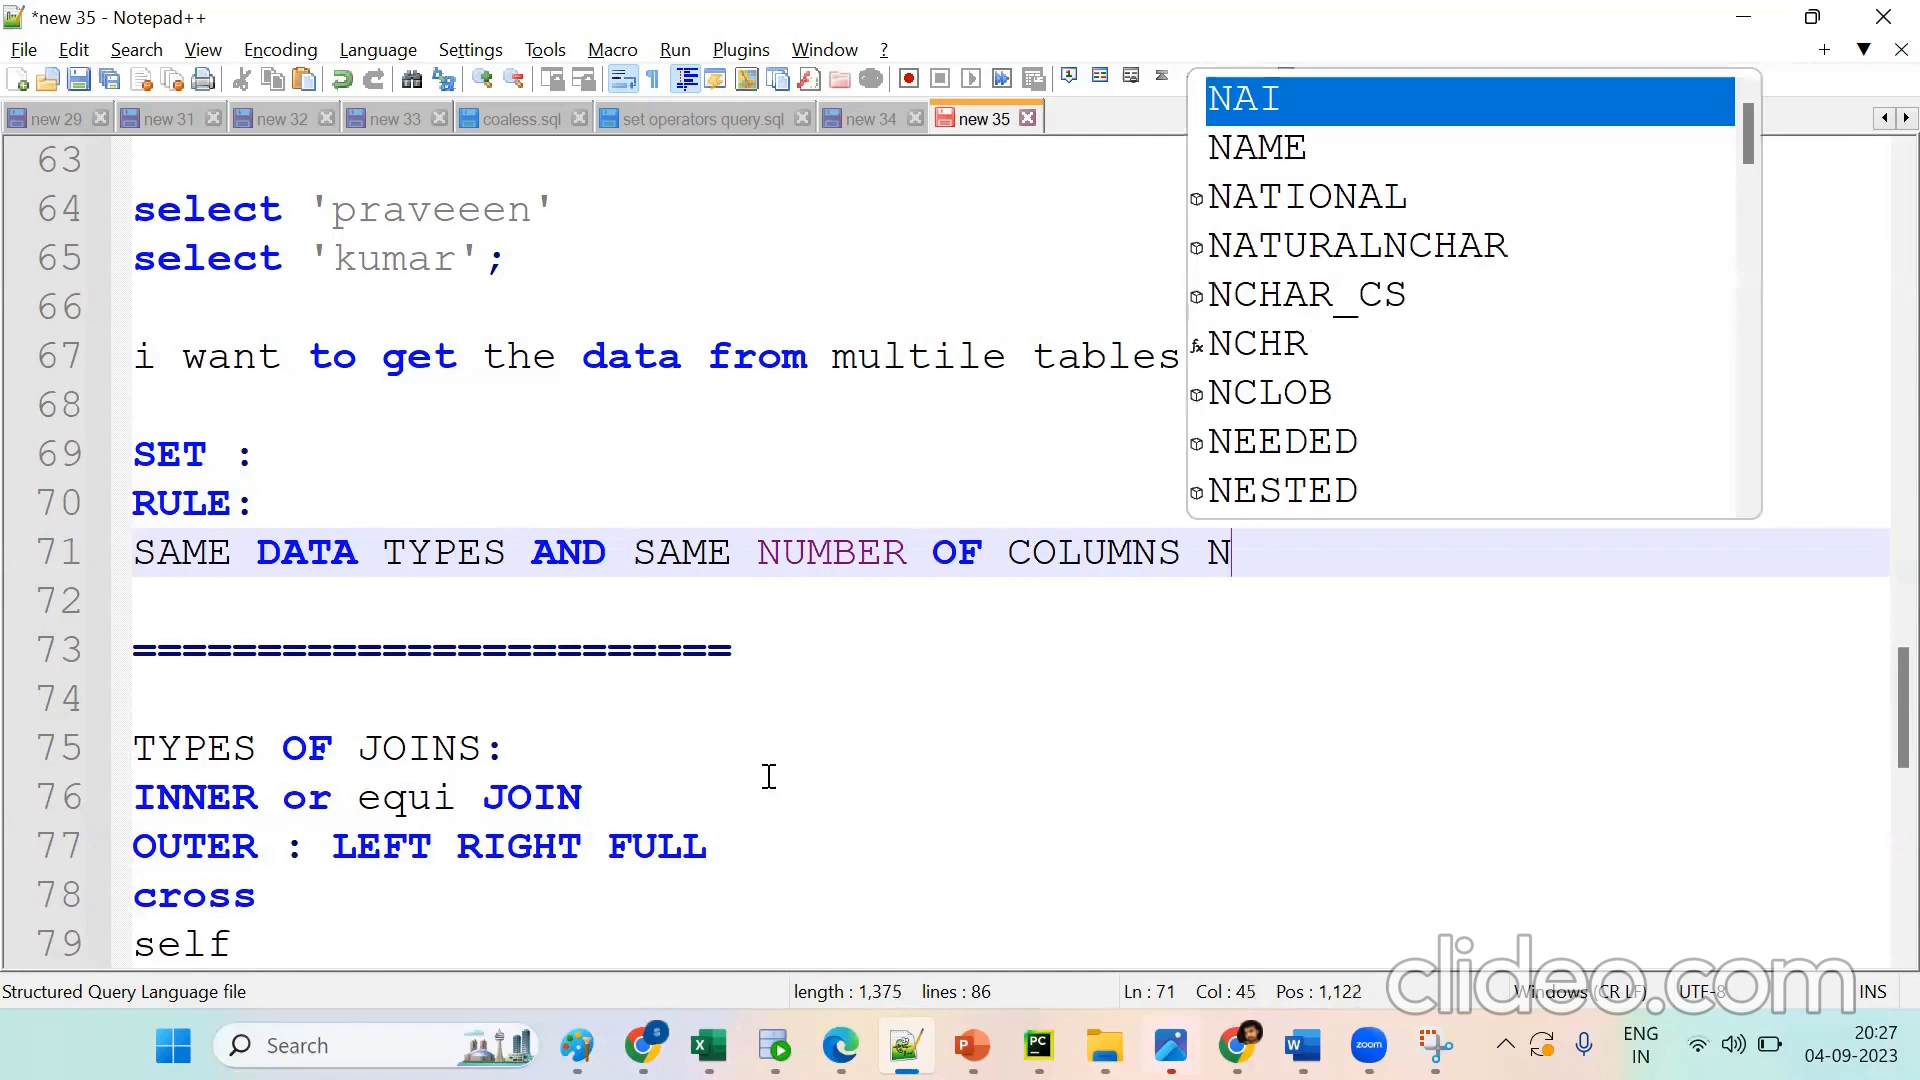 *new 35 - Notepad++
File Edit Search View Encoding Language Settings Tools Macro Run Plugins Window ?
new 29 new 31 new 32 new 33 coaless.sql set operators query.sql new 34 new 35
NAI
NAME
NATIONAL
NATURALNCHAR
NCHAR_CS
NCHR
NCLOB
NEEDED
NESTED
63
64 select 'praveeen'
65 select 'kumar';
66
67 i want to get the data from multile tables
68
69 SET :
70 RULE:
71 SAME DATA TYPES AND SAME NUMBER OF COLUMNS N
72
73 ========================
74
75 TYPES OF JOINS:
76 INNER or equi JOIN
77 OUTER : LEFT RIGHT FULL
78 cross
79 self
clideo.com
Structured Query Language file length : 1,375 lines : 86 Ln : 71 Col : 45 Pos : 1,122 Windows (CR LF) UTF-8 INS
Search
ENG
IN
20:27
04-09-2023